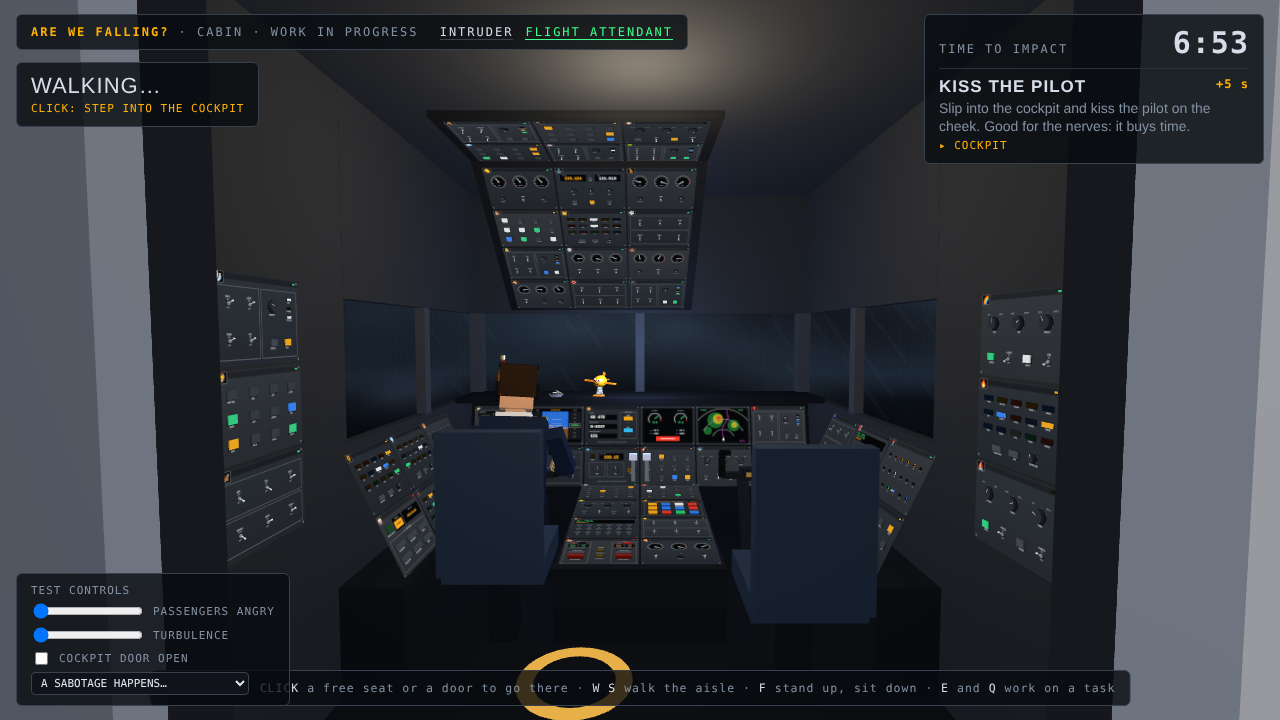 ARE WE FALLING? · CABIN · WORK IN PROGRESS INTRUDER FLIGHT ATTENDANT
WALKING…
CLICK: STEP INTO THE COCKPIT
TIME TO IMPACT 6:53
KISS THE PILOT +5 s
Slip into the cockpit and kiss the pilot on the
cheek. Good for the nerves: it buys time.
▸ COCKPIT
TEST CONTROLS
PASSENGERS ANGRY
TURBULENCE
COCKPIT DOOR OPEN
A SABOTAGE HAPPENS…
CLICK a free seat or a door to go there · W S walk the aisle · F stand up, sit down · E and Q work on a task